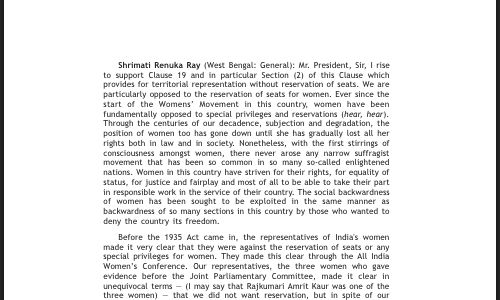 Shrimati Renuka Ray (West Bengal: General): Mr. President, Sir, I rise
to support Clause 19 and in particular Section (2) of this Clause which
provides for territorial representation without reservation of seats. We are
particularly opposed to the reservation of seats for women. Ever since the
start of the Womens' Movement in this country, women have been
fundamentally opposed to special privileges and reservations (hear, hear).
Through the centuries of our decadence, subjection and degradation, the
position of women too has gone down until she has gradually lost all her
rights both in law and in society. Nonetheless, with the first stirrings of
consciousness amongst women, there never arose any narrow suffragist
movement that has been so common in so many so-called enlightened
nations. Women in this country have striven for their rights, for equality of
status, for justice and fairplay and most of all to be able to take their part
in responsible work in the service of their country. The social backwardness
of women has been sought to be exploited in the same manner as
backwardness of so many sections in this country by those who wanted to
deny the country its freedom.
Before the 1935 Act came in, the representatives of India's women
made it very clear that they were against the reservation of seats or any
special privileges for women. They made this clear through the All India
Women's Conference. Our representatives, the three women who gave
evidence before the Joint Parliamentary Committee, made it clear in
unequivocal terms — (I may say that Rajkumari Amrit Kaur was one of the
three women) — that we did not want reservation, but in spite of our